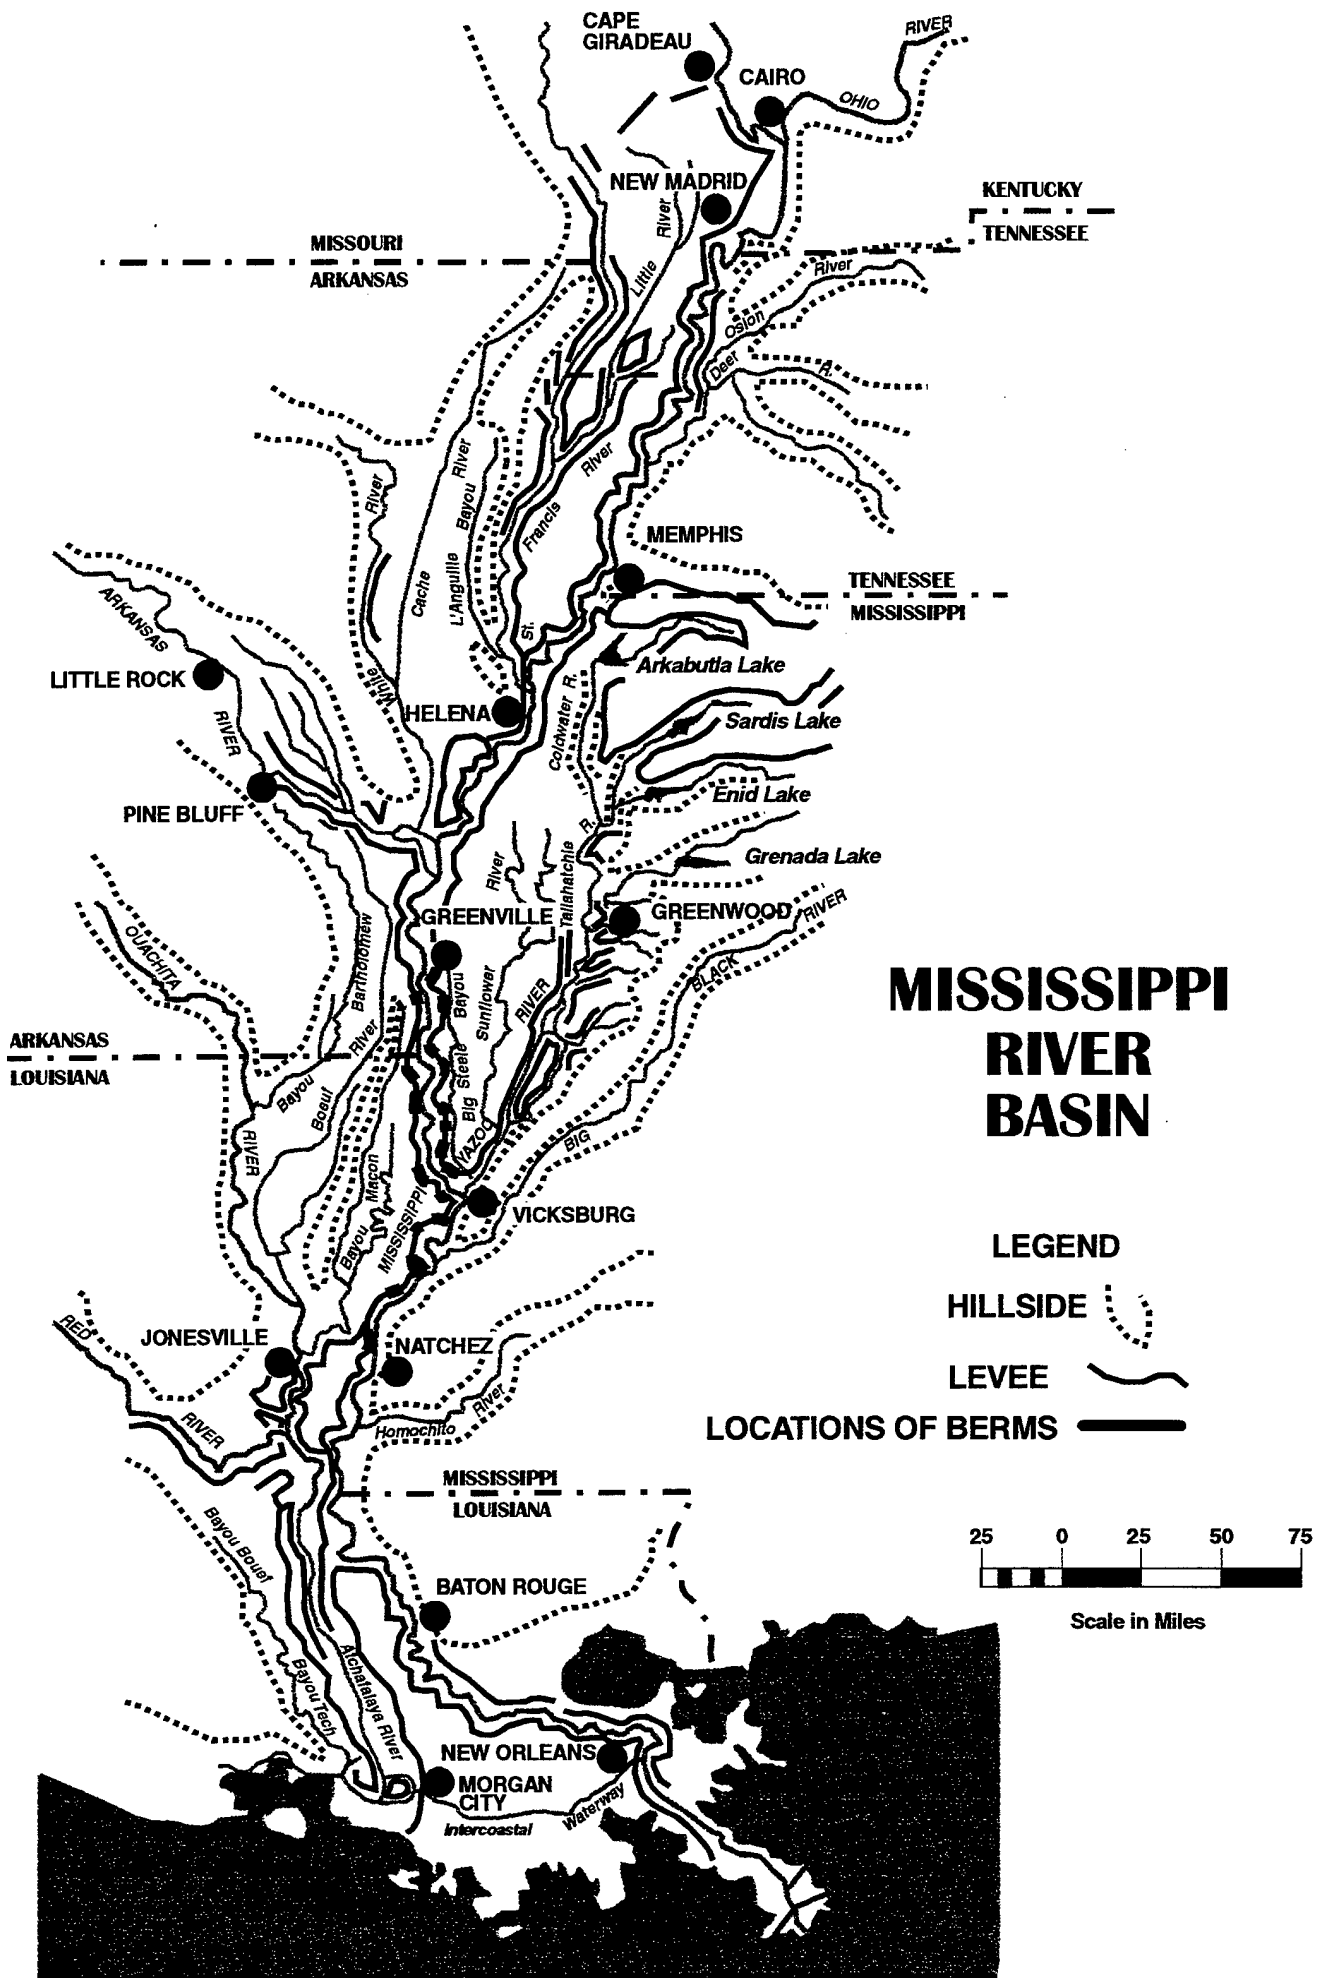 CAPE
GIRADEAU
RIVER
CAIRO
OHIO
NEW MADRID
River
KENTUCKY
TENNESSEE
MISSOURI
ARKANSAS
Little
River
Osion
Deer
R.
River
River
River
Bayou
Francis
MEMPHIS
Cache
L'Anguille
TENNESSEE
MISSISSIPPI
ARKANSAS
St.
LITTLE ROCK
Arkabutla Lake
White
HELENA
Coldwater R.
Sardis Lake
RIVER
PINE BLUFF
Enid Lake
R.
Grenada Lake
River
Tallahatchie
GREENVILLE
GREENWOOD
RIVER
OUACHITA
Bartholomew
BLACK
MISSISSIPPI
RIVER
BASIN
Bayou
Sunflower
RIVER
ARKANSAS
LOUISIANA
River
Bayou
Boeuf
Big Steele
YAZOO
BIG
RIVER
Macon
Bayou
MISSISSIPPI
VICKSBURG
LEGEND
HILLSIDE
LEVEE
LOCATIONS OF BERMS
RED
JONESVILLE
NATCHEZ
River
Homochito
RIVER
MISSISSIPPI
LOUISIANA
Bayou Bouef
25 0 25 50 75
Scale in Miles
BATON ROUGE
Atchafalaya River
Bayou Tech
NEW ORLEANS
MORGAN
CITY
Intercoastal
Waterway